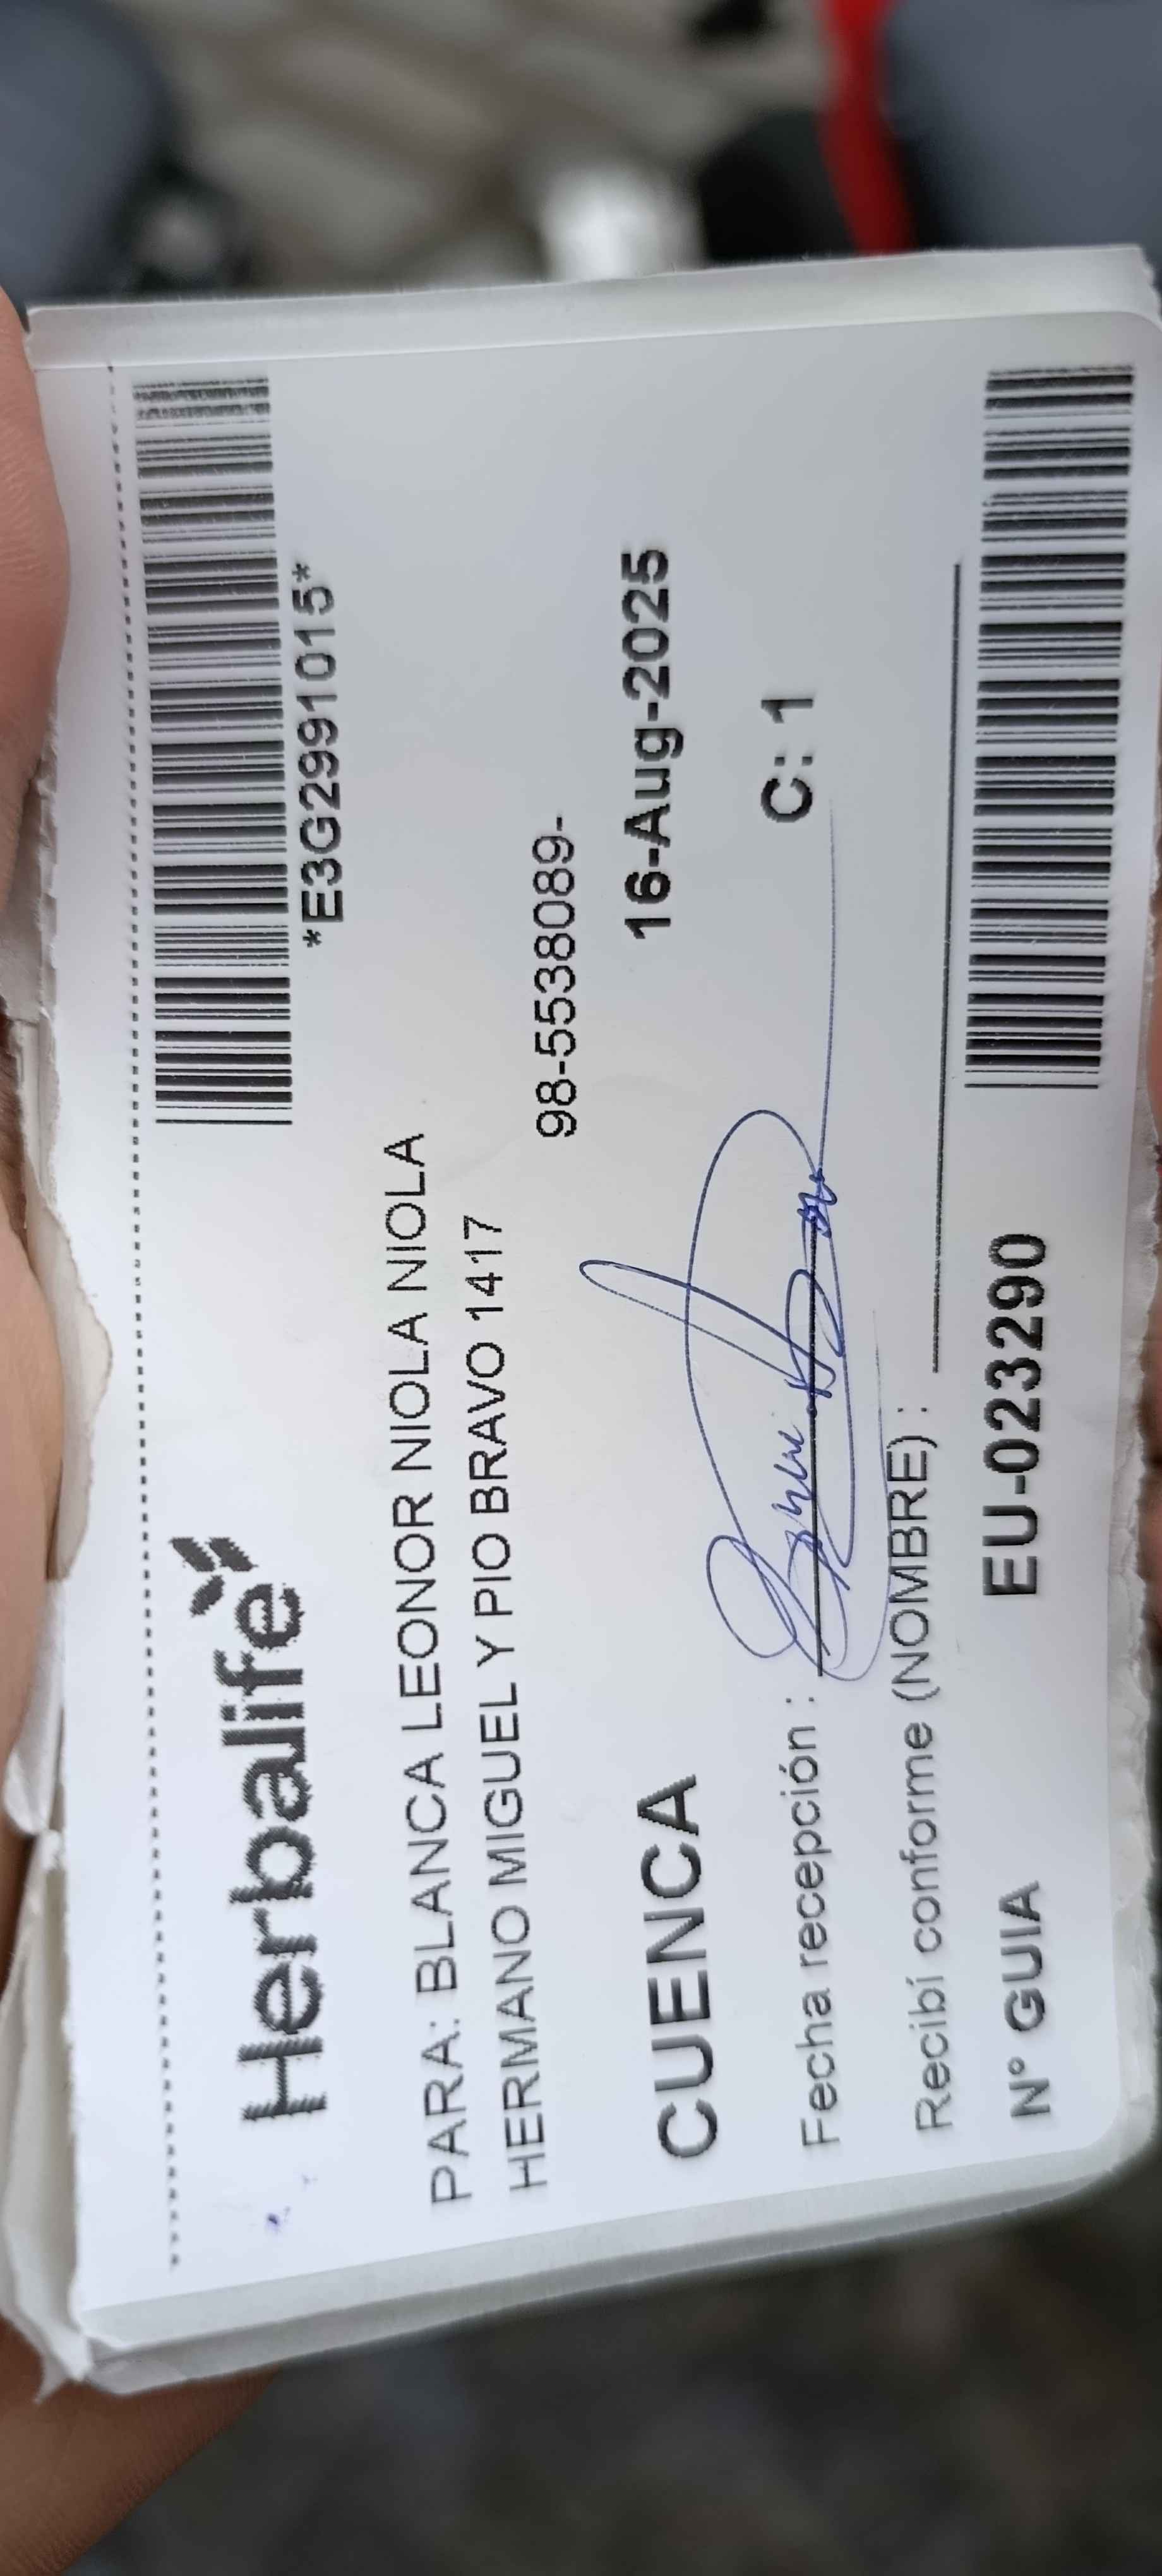 Herbalife
*E3G2991015*
PARA: BLANCA LEONOR NIOLA NIOLA
HERMANO MIGUEL Y PIO BRAVO 1417
98-5538089-
CUENCA 16-Aug-2025
Fecha recepción : C: 1
Recibí conforme (NOMBRE) :
Nº GUIA EU-023290